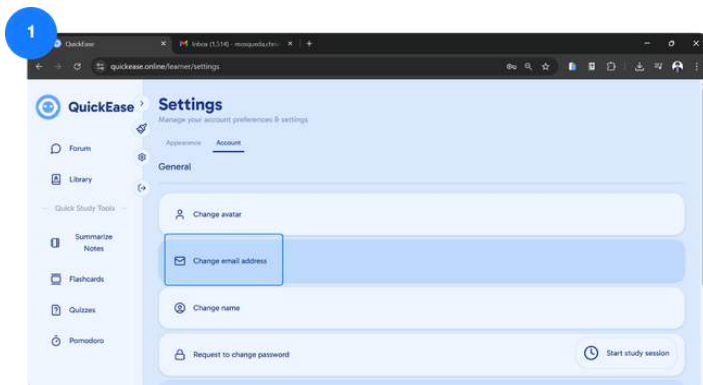 1
QuickEase
Inbox (1,514) - mosqueda.chris
quickease.online/learner/settings
QuickEase
Settings
Manage your account preferences & settings
Appearance Account
General
Forum
Library
Quick Study Tools
Summarize
Notes
Flashcards
Quizzes
Pomodoro
Change avatar
Change email address
Change name
Request to change password
Start study session